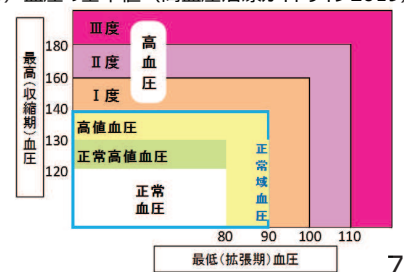 血圧の基準値(高血圧治療ガイドライン2019)
最高(収縮期)血圧
180
160
140
130
120
Ⅲ度
Ⅱ度
Ⅰ度
高血圧
高値血圧
正常高値血圧
正常血圧
正常域血圧
80 90 100 110
最低(拡張期)血圧
7